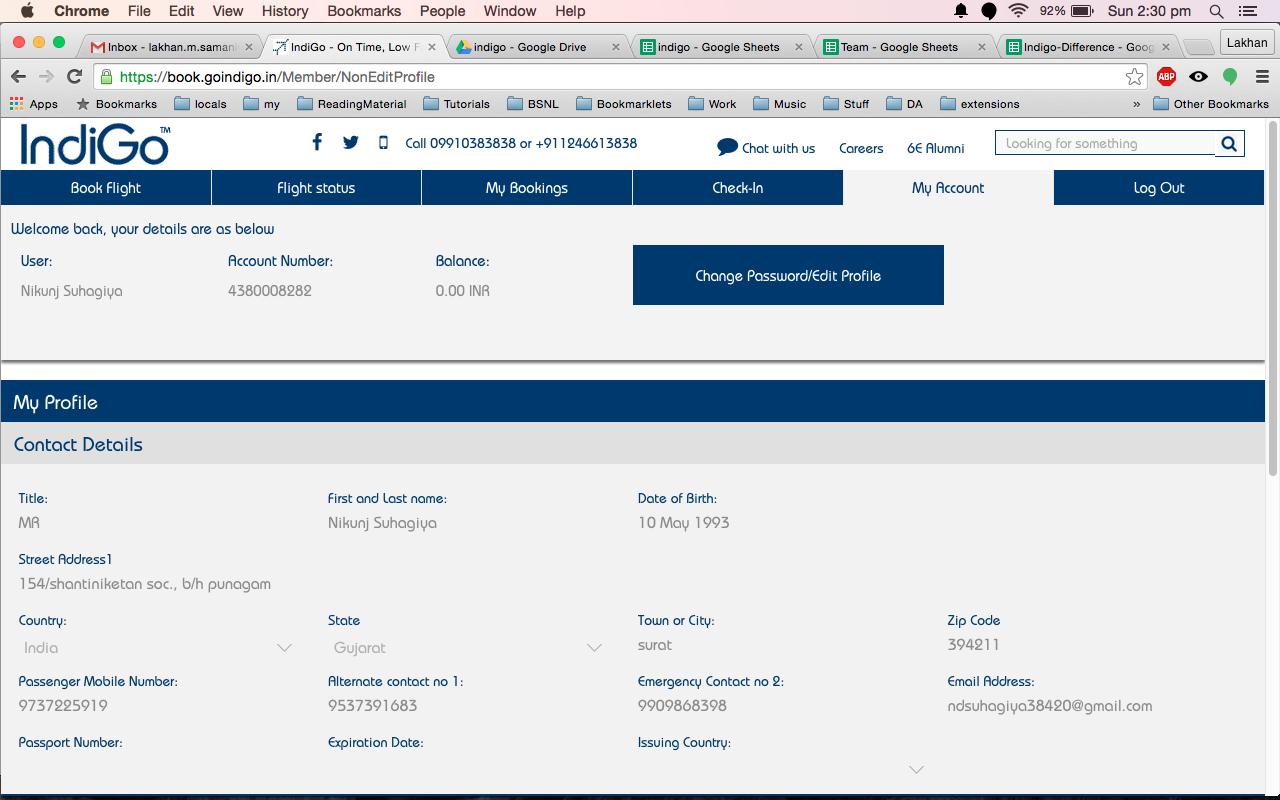 Chrome File Edit View History Bookmarks People Window Help 92% Sun 2:30 pm
Inbox - lakhan.m.saman IndiGo - On Time, Low F indigo - Google Drive indigo - Google Sheets Team - Google Sheets Indigo-Difference - Goog Lakhan
https://book.goindigo.in/Member/NonEditProfile ABP
Apps Bookmarks locals my ReadingMaterial Tutorials BSNL Bookmarklets Work Music Stuff DA extensions » Other Bookmarks
IndiGo™ Call 09910383838 or +911246613838 Chat with us Careers 6E Alumni Looking for something
Book Flight Flight status My Bookings Check-In My Account Log Out
Welcome back, your details are as below
User: Account Number: Balance: Change Password/Edit Profile
Nikunj Suhagiya 4380008282 0.00 INR
My Profile
Contact Details
Title: First and Last name: Date of Birth:
MR Nikunj Suhagiya 10 May 1993
Street Address1
154/shantiniketan soc., b/h punagam
Country: State Town or City: Zip Code
India Gujarat surat 394211
Passenger Mobile Number: Alternate contact no 1: Emergency Contact no 2: Email Address:
9737225919 9537391683 9909868398 ndsuhagiya38420@gmail.com
Passport Number: Expiration Date: Issuing Country: